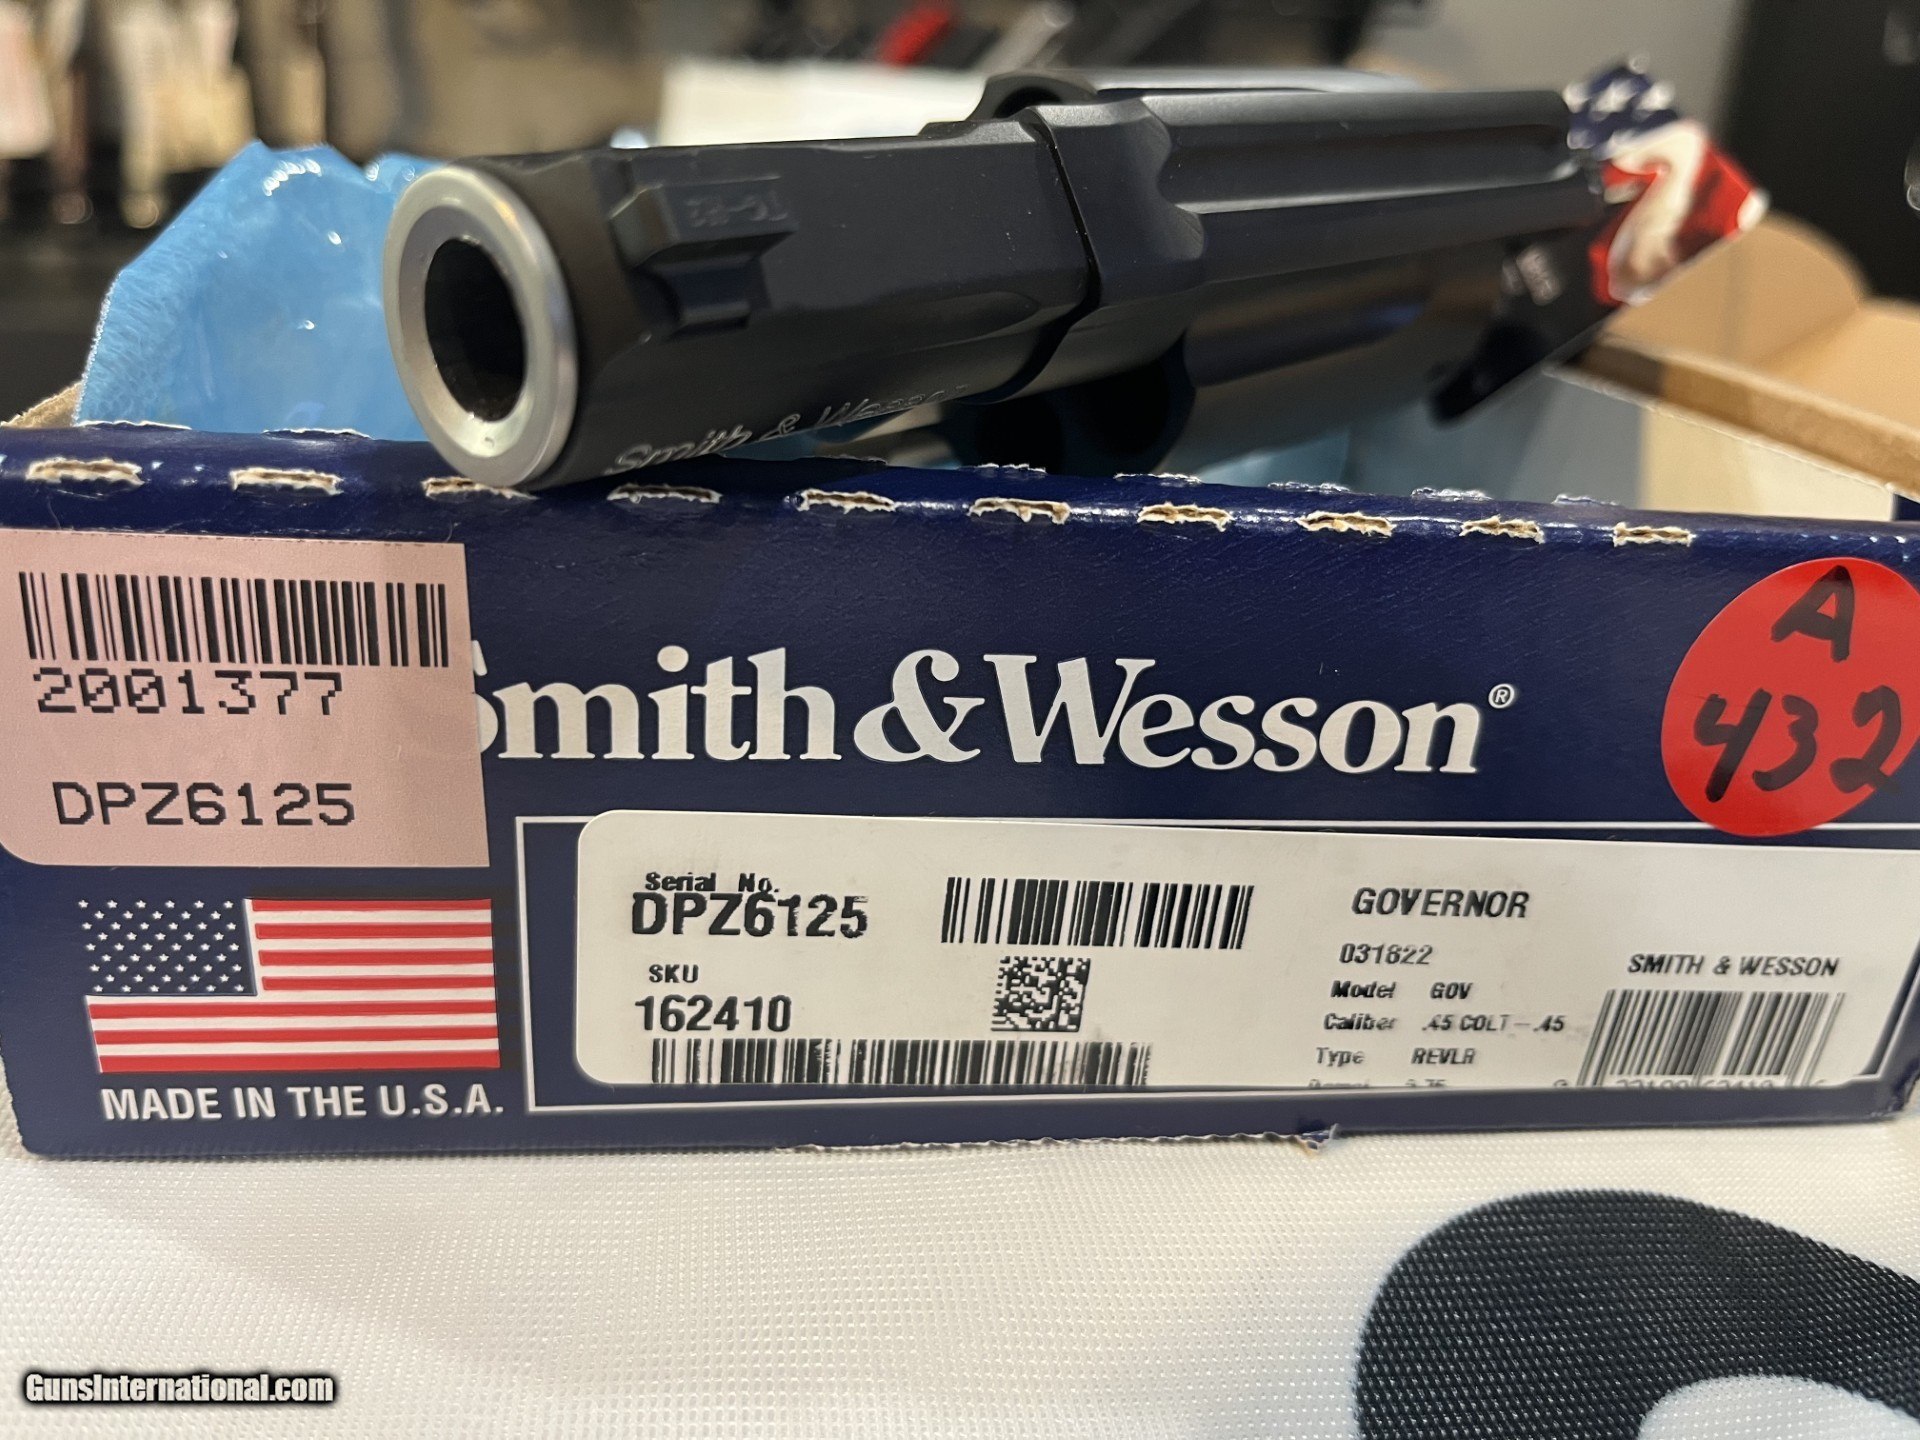 Smith & Wesson
2001377
DPZ6125
Smith & Wesson®
A
432
Serial No.
DPZ6125
SKU
162410
GOVERNOR
031822
Model GOV
Caliber .45 COLT - .45
Type REVLR
SMITH & WESSON
MADE IN THE U.S.A.
GunsInternational.com